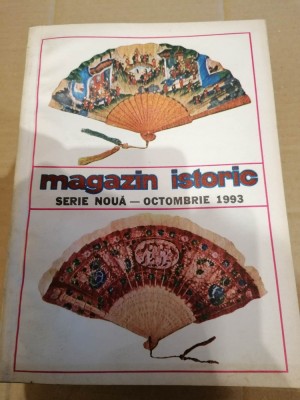 magazin istoric
SERIE NOUĂ — OCTOMBRIE 1993